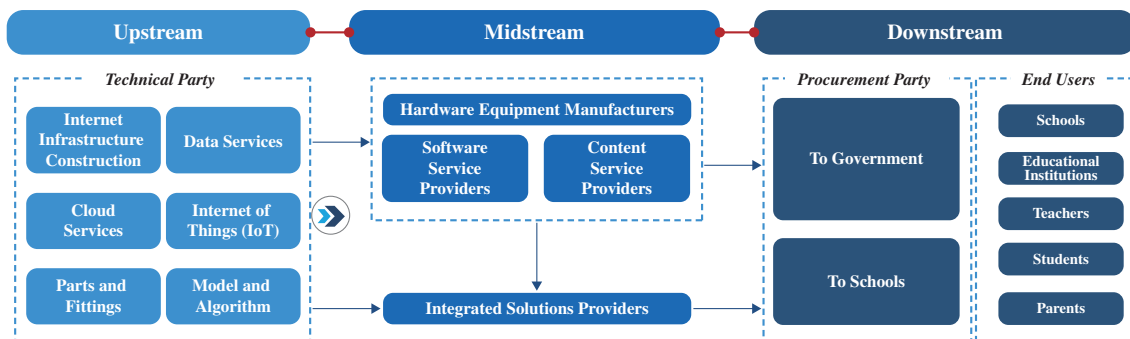 Upstream
Midstream
Downstream
Technical Party
Internet
Infrastructure
Construction
Data Services
Cloud
Services
Internet of
Things (IoT)
Parts and
Fittings
Model and
Algorithm
Hardware Equipment Manufacturers
Software
Service
Providers
Content
Service
Providers
Integrated Solutions Providers
Procurement Party
To Government
To Schools
End Users
Schools
Educational
Institutions
Teachers
Students
Parents